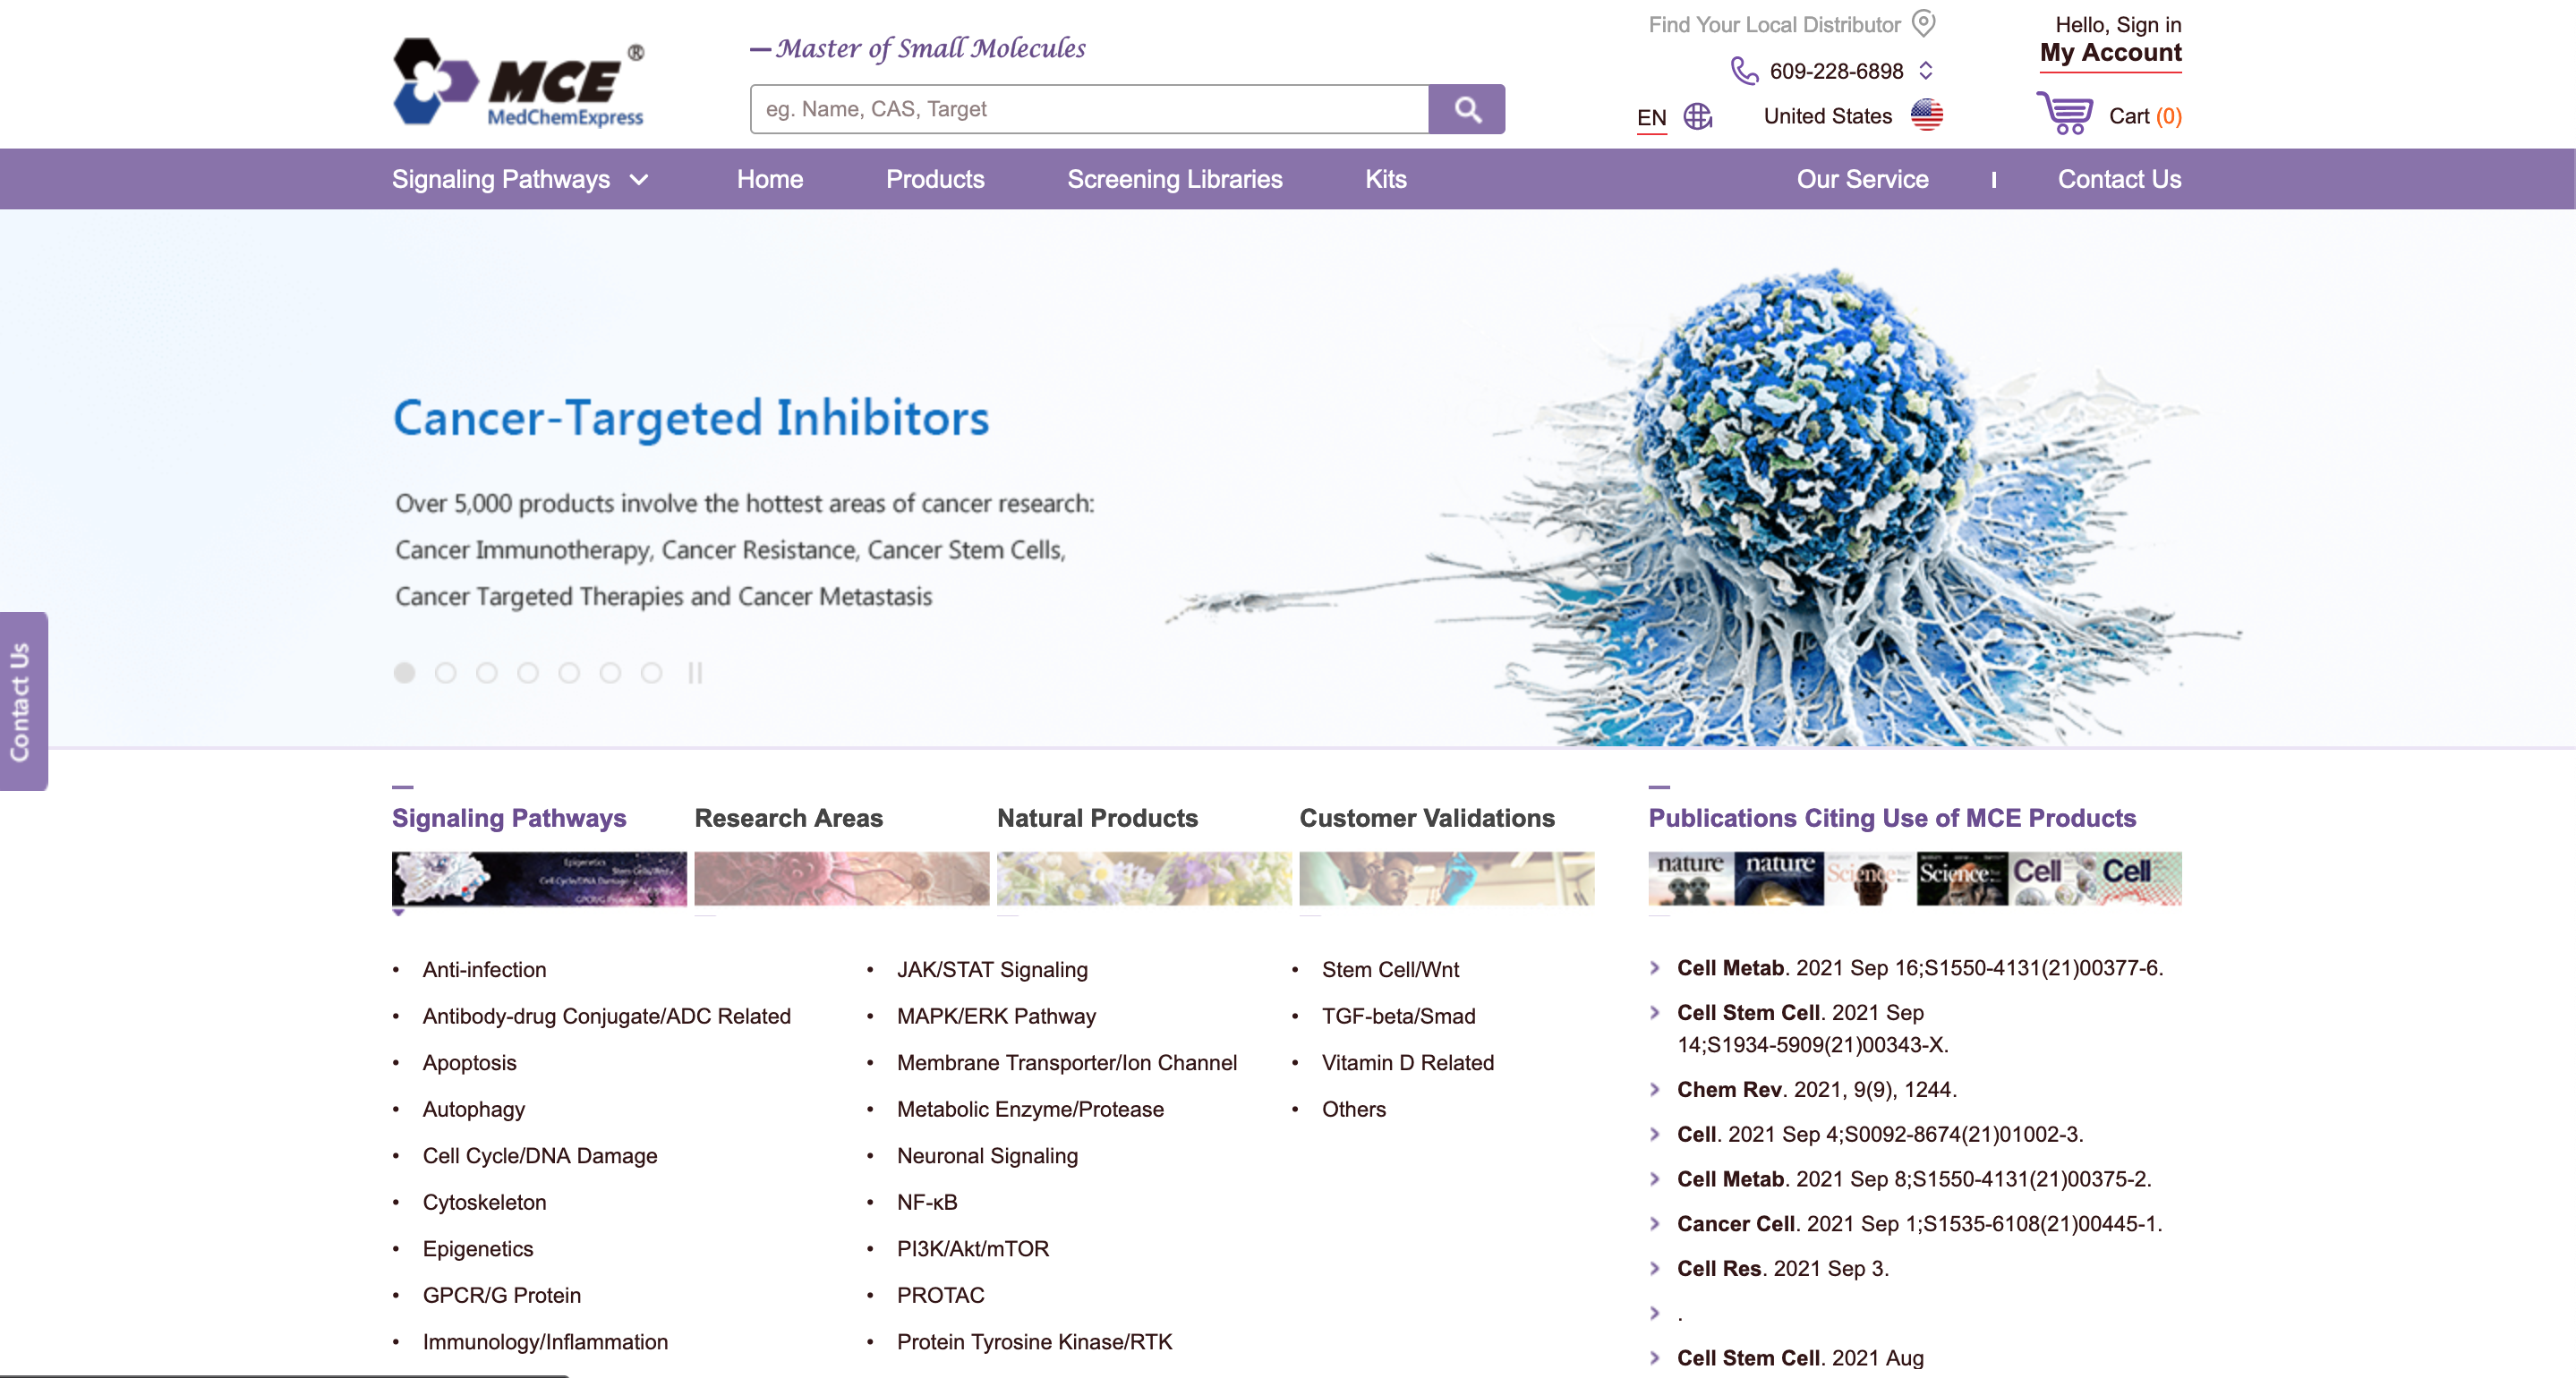 MCE®
MedChemExpress
Master of Small Molecules
eg. Name, CAS, Target
Find Your Local Distributor
609-228-6898
EN
United States
Hello, Sign in
My Account
Cart (0)
Signaling Pathways
Home
Products
Screening Libraries
Kits
Our Service
Contact Us
Cancer-Targeted Inhibitors
Over 5,000 products involve the hottest areas of cancer research:
Cancer Immunotherapy, Cancer Resistance, Cancer Stem Cells,
Cancer Targeted Therapies and Cancer Metastasis
Contact Us
Signaling Pathways
Research Areas
Natural Products
Customer Validations
Epigenetics
Stem Cells/Wnt
Cell Cycle/DNA Damage
GPCR/G Protein
• Anti-infection
• Antibody-drug Conjugate/ADC Related
• Apoptosis
• Autophagy
• Cell Cycle/DNA Damage
• Cytoskeleton
• Epigenetics
• GPCR/G Protein
• Immunology/Inflammation
• JAK/STAT Signaling
• MAPK/ERK Pathway
• Membrane Transporter/Ion Channel
• Metabolic Enzyme/Protease
• Neuronal Signaling
• NF-κB
• PI3K/Akt/mTOR
• PROTAC
• Protein Tyrosine Kinase/RTK
• Stem Cell/Wnt
• TGF-beta/Smad
• Vitamin D Related
• Others
Publications Citing Use of MCE Products
nature nature Science Science Cell Cell
Cell Metab. 2021 Sep 16;S1550-4131(21)00377-6.
Cell Stem Cell. 2021 Sep
14;S1934-5909(21)00343-X.
Chem Rev. 2021, 9(9), 1244.
Cell. 2021 Sep 4;S0092-8674(21)01002-3.
Cell Metab. 2021 Sep 8;S1550-4131(21)00375-2.
Cancer Cell. 2021 Sep 1;S1535-6108(21)00445-1.
Cell Res. 2021 Sep 3.
.
Cell Stem Cell. 2021 Aug